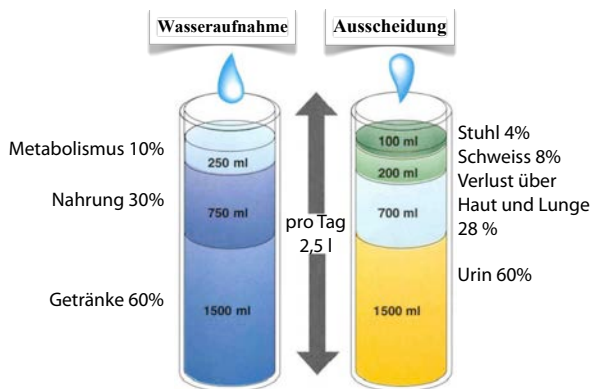 Wasseraufnahme
Ausscheidung
Metabolismus 10%
250 ml
Nahrung 30%
750 ml
Getränke 60%
1500 ml
pro Tag
2,5 l
100 ml
200 ml
700 ml
1500 ml
Stuhl 4%
Schweiss 8%
Verlust über
Haut und Lunge
28 %
Urin 60%